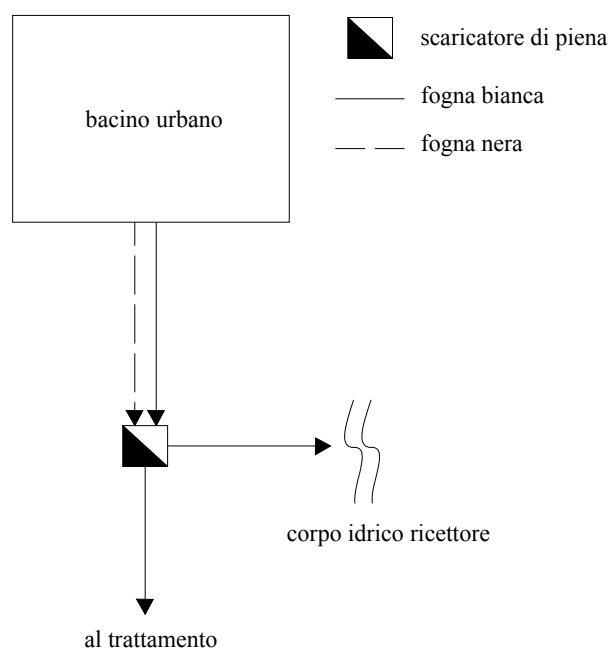 bacino urbano
scaricatore di piena
fogna bianca
fogna nera
corpo idrico ricettore
al trattamento